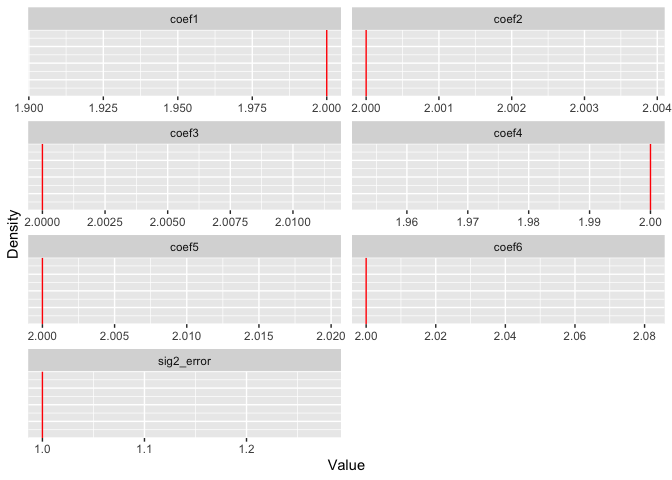 coef1
coef2
1.900 1.925 1.950 1.975 2.000
2.000 2.001 2.002 2.003 2.004
coef3
coef4
2.0000 2.0025 2.0050 2.0075 2.0100
1.96 1.97 1.98 1.99 2.00
coef5
coef6
2.000 2.005 2.010 2.015 2.020
2.00 2.02 2.04 2.06 2.08
sig2_error
1.0 1.1 1.2
Density
Value